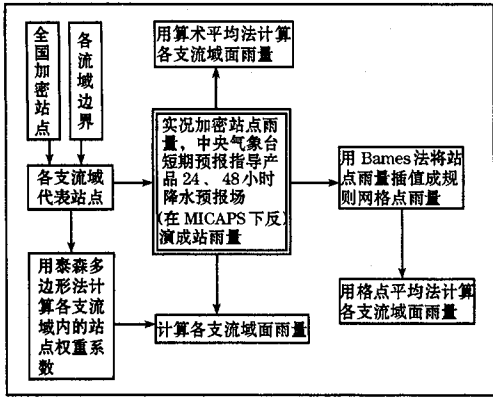 全国加密站点
各流域边界
用算术平均法计算
各支流域面雨量
各支流域
代表站点
实况加密站点雨
量,中央气象台
短期预报指导产
品24、48小时
降水预报场
(在MICAPS下反
演成站雨量
用Bames法将站
点雨量插值成规
则网格点雨量
用泰森多
边形法计
算各支流
域内的站
点权重系
数
计算各支流域面雨量
用格点平均法计算
各支流域面雨量